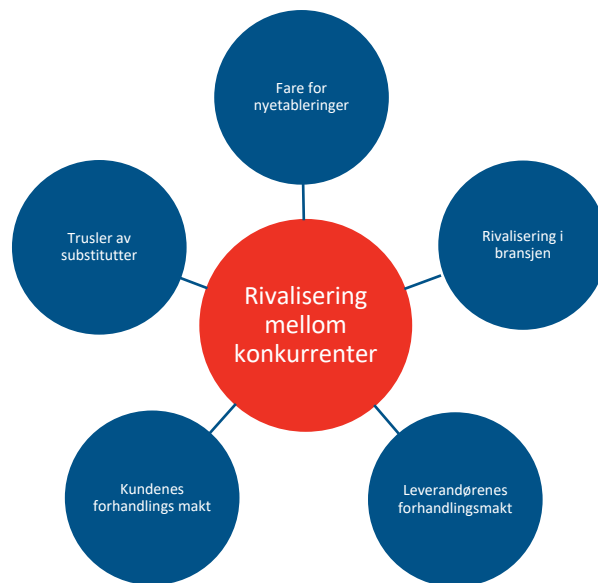 Fare for
nyetableringer
Trusler av
substitutter
Rivalisering i
bransjen
Rivalisering
mellom
konkurrenter
Kundenes
forhandlings makt
Leverandørenes
forhandlingsmakt